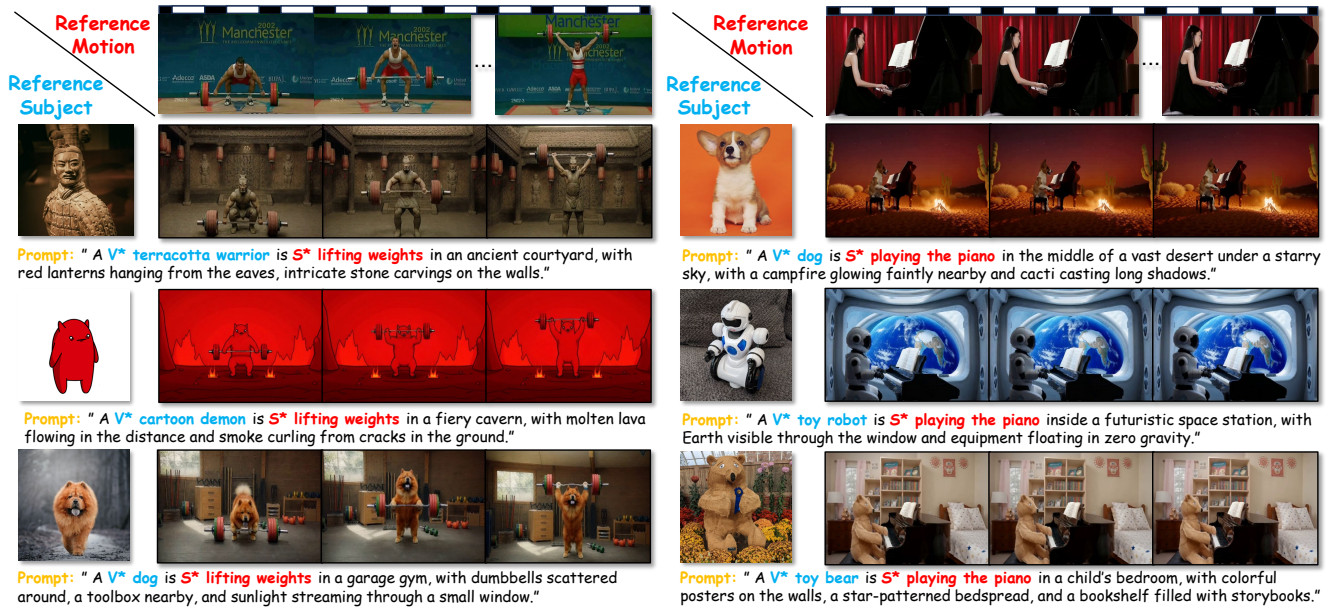 Reference
Motion
Reference
Subject
2002
Manchester
Adecco
ASDA
Manchester
Manchester
2002
Manchester
Prompt: " A V* terracotta warrior is S* lifting weights in an ancient courtyard, with
red lanterns hanging from the eaves, intricate stone carvings on the walls."
Prompt: " A V* cartoon demon is S* lifting weights in a fiery cavern, with molten lava
flowing in the distance and smoke curling from cracks in the ground."
Prompt: " A V* dog is S* lifting weights in a garage gym, with dumbbells scattered
around, a toolbox nearby, and sunlight streaming through a small window."
Reference
Motion
Reference
Subject
Prompt: " A V* dog is S* playing the piano in the middle of a vast desert under a starry
sky, with a campfire glowing faintly nearby and cacti casting long shadows."
Prompt: " A V* toy robot is S* playing the piano inside a futuristic space station, with
Earth visible through the window and equipment floating in zero gravity."
Prompt: " A V* toy bear is S* playing the piano in a child's bedroom, with colorful
posters on the walls, a star-patterned bedspread, and a bookshelf filled with storybooks."